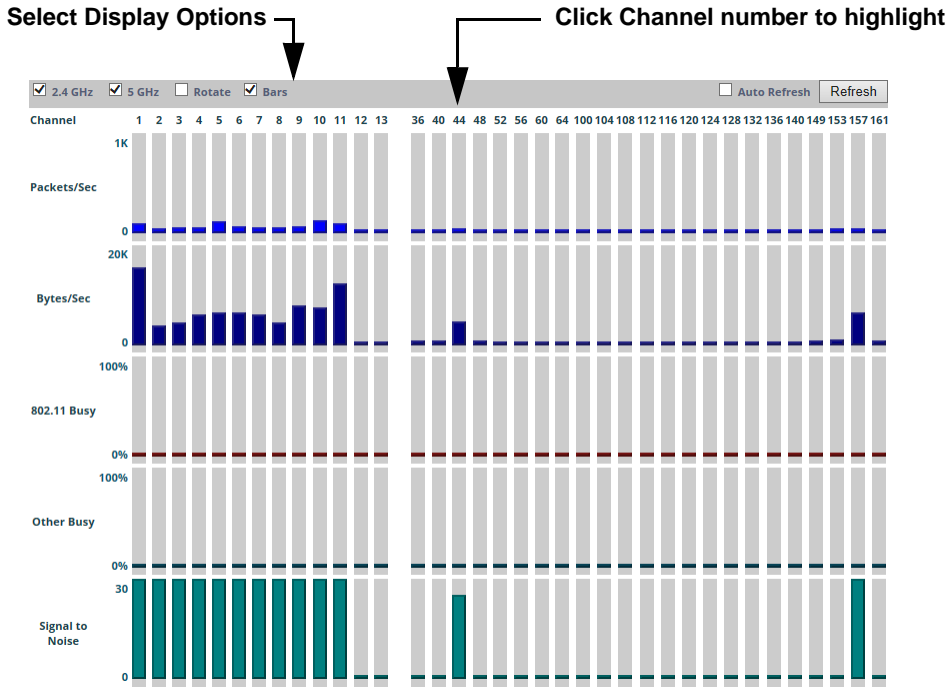 Select Display Options
Click Channel number to highlight
2.4 GHz 5 GHz Rotate Bars Auto Refresh Refresh
Channel 1 2 3 4 5 6 7 8 9 10 11 12 13 36 40 44 48 52 56 60 64 100 104 108 112 116 120 124 128 132 136 140 149 153 157 161
1K
Packets/Sec
0
20K
Bytes/Sec
0
100%
802.11 Busy
0%
100%
Other Busy
0%
30
Signal to
Noise
0